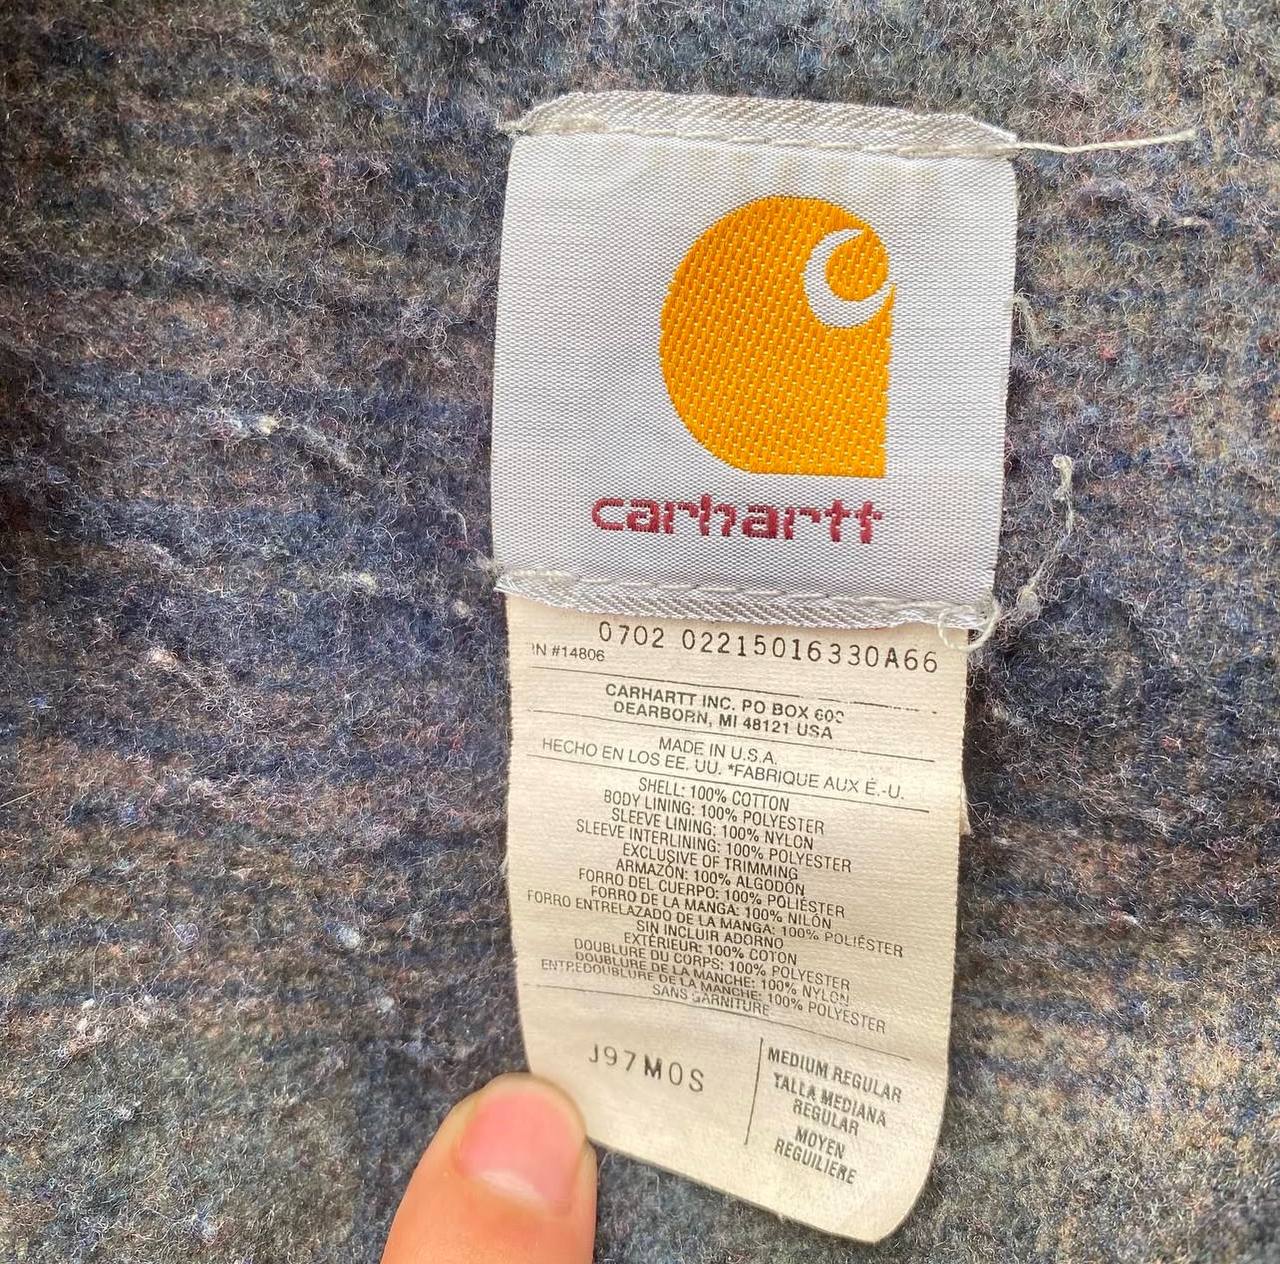 carhartt
0702 02215016330A66
IN #14806
CARHARTT INC. PO BOX 600
DEARBORN, MI 48121 USA
MADE IN U.S.A.
HECHO EN LOS EE. UU. *FABRIQUE AUX É.-U.
SHELL: 100% COTTON
BODY LINING: 100% POLYESTER
SLEEVE LINING: 100% NYLON
SLEEVE INTERLINING: 100% POLYESTER
EXCLUSIVE OF TRIMMING
ARMAZÓN: 100% ALGODÓN
FORRO DEL CUERPO: 100% POLIÉSTER
FORRO DE LA MANGA: 100% NILÓN
FORRO ENTRELAZADO DE LA MANGA: 100% POLIÉSTER
SIN INCLUIR ADORNO
EXTÉRIEUR: 100% COTON
DOUBLURE DU CORPS: 100% POLYESTER
DOUBLURE DE LA MANCHE: 100% NYLON
ENTREDOUBLURE DE LA MANCHE: 100% POLYESTER
SANS GARNITURE
J97MOS
MEDIUM REGULAR
TALLA MEDIANA
REGULAR
MOYEN
REGUILIERE